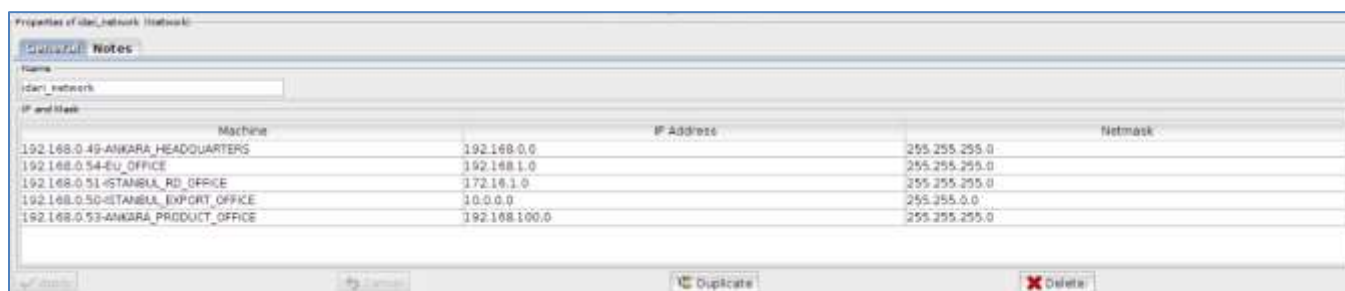 Properties of idari_network (Network)
General Notes
Name
idari_network
IP and Mask
Machine IP Address Netmask
192.168.0.49-ANKARA_HEADQUARTERS 192.168.0.0 255.255.255.0
192.168.0.54-EU_OFFICE 192.168.1.0 255.255.255.0
192.168.0.51-ISTANBUL_RD_OFFICE 172.16.1.0 255.255.255.0
192.168.0.50-ISTANBUL_EXPORT_OFFICE 10.0.0.0 255.255.0.0
192.168.0.53-ANKARA_PRODUCT_OFFICE 192.168.100.0 255.255.255.0
Apply Cancel Duplicate Delete